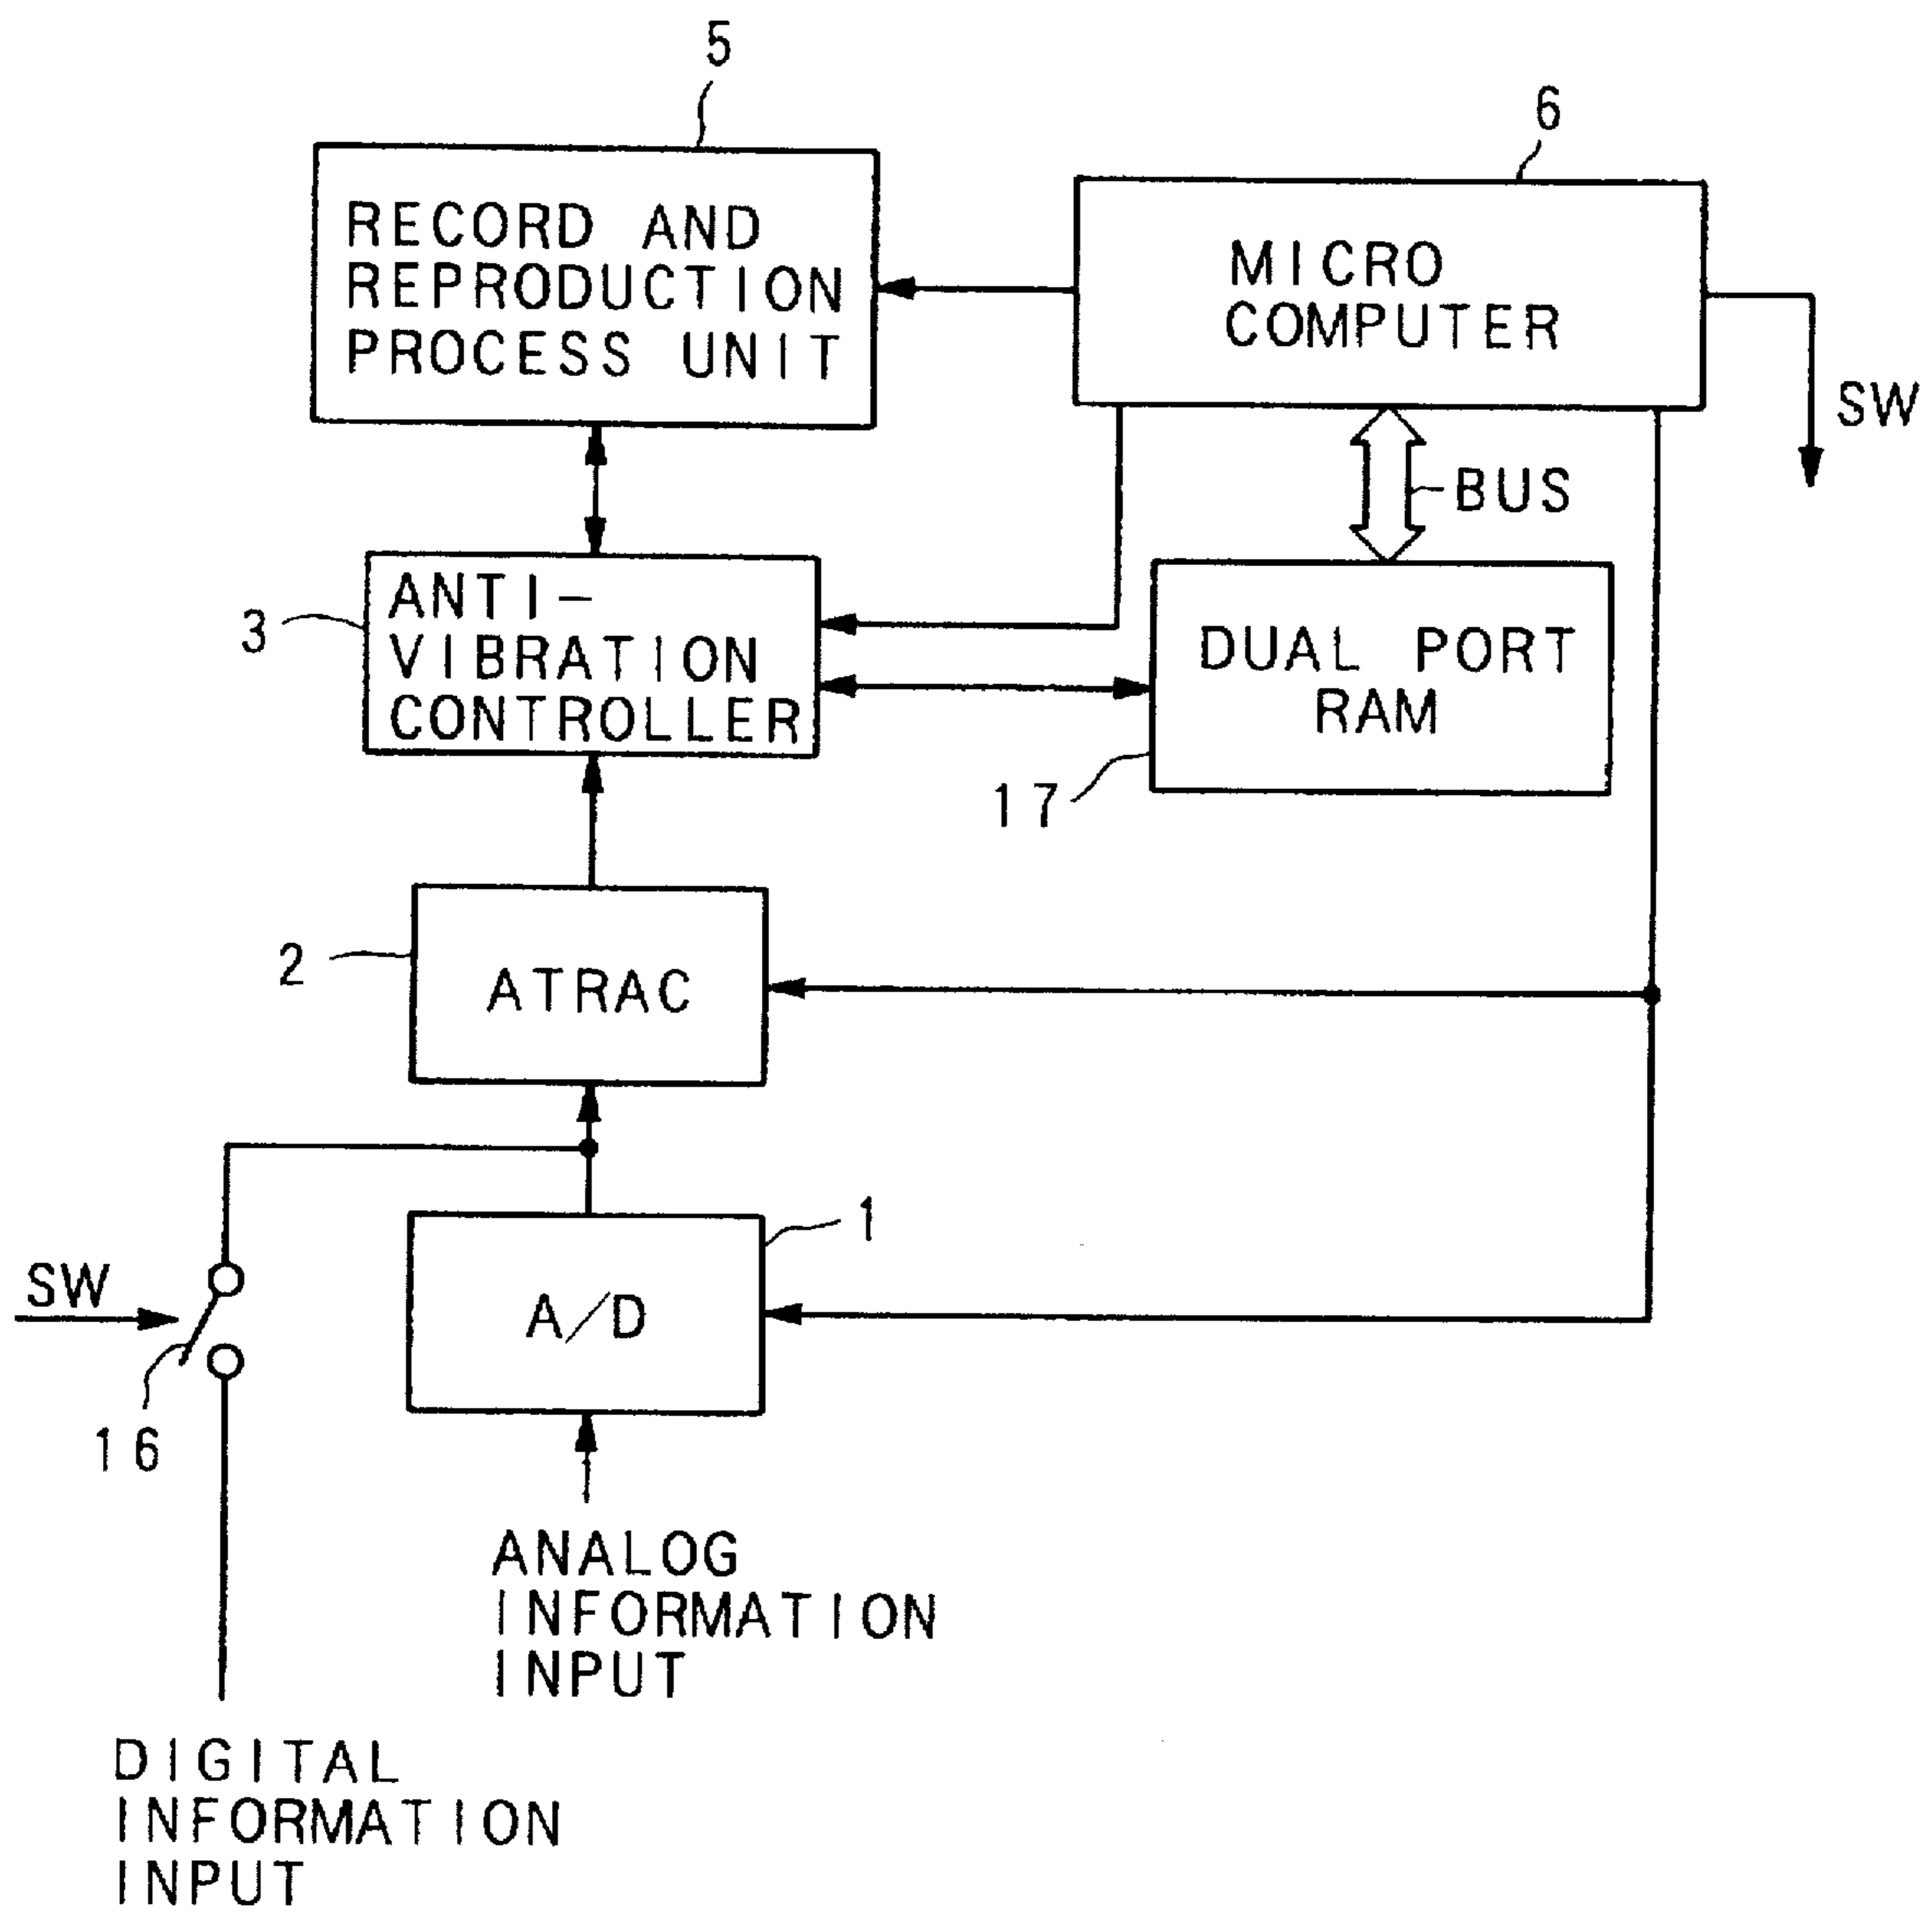 5
6
RECORD AND
REPRODUCTION
PROCESS UNIT
MICRO
COMPUTER
SW
BUS
3
ANTI-
VIBRATION
CONTROLLER
DUAL PORT
RAM
17
2
ATRAC
1
SW
A/D
16
ANALOG
INFORMATION
INPUT
DIGITAL
INFORMATION
INPUT